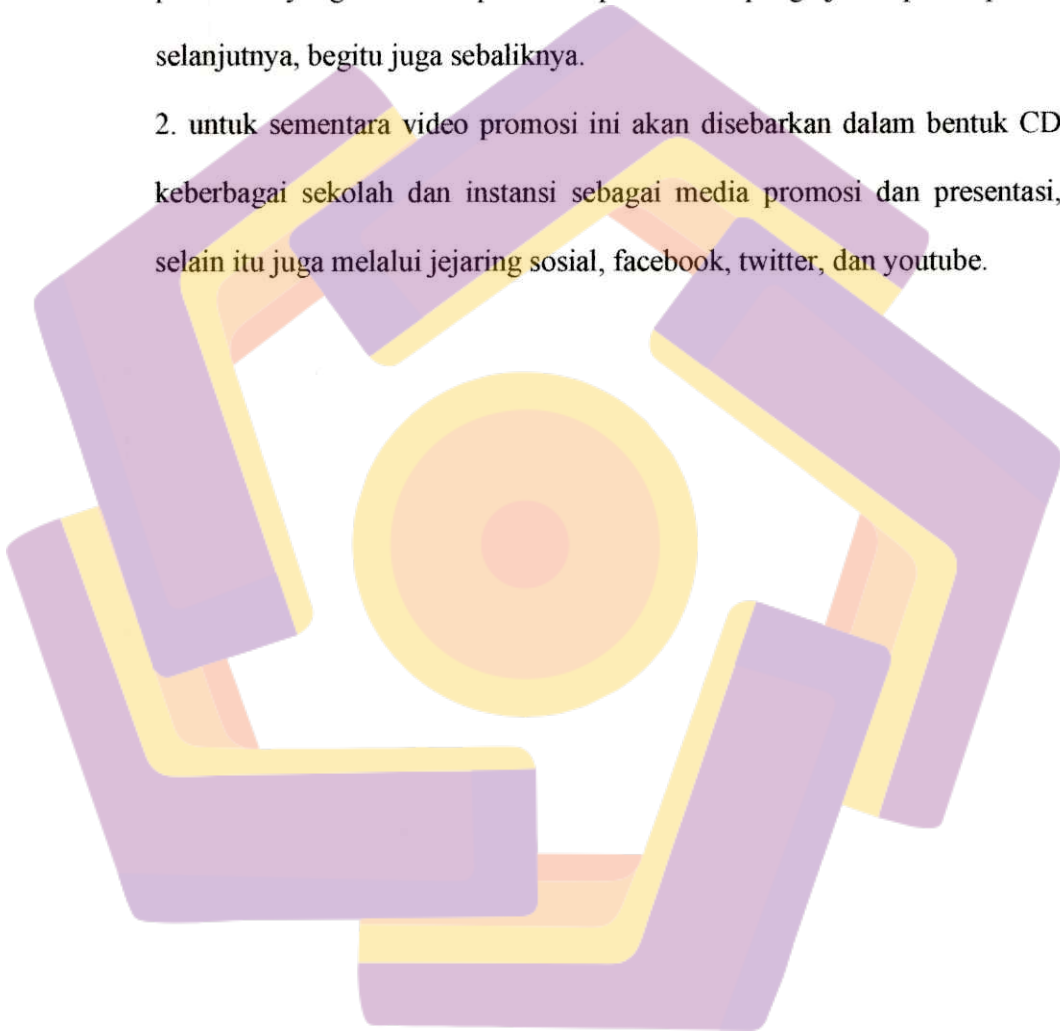 selanjutnya, begitu juga sebaliknya.
2. untuk sementara video promosi ini akan disebarkan dalam bentuk CD
keberbagai sekolah dan instansi sebagai media promosi dan presentasi,
selain itu juga melalui jejaring sosial, facebook, twitter, dan youtube.